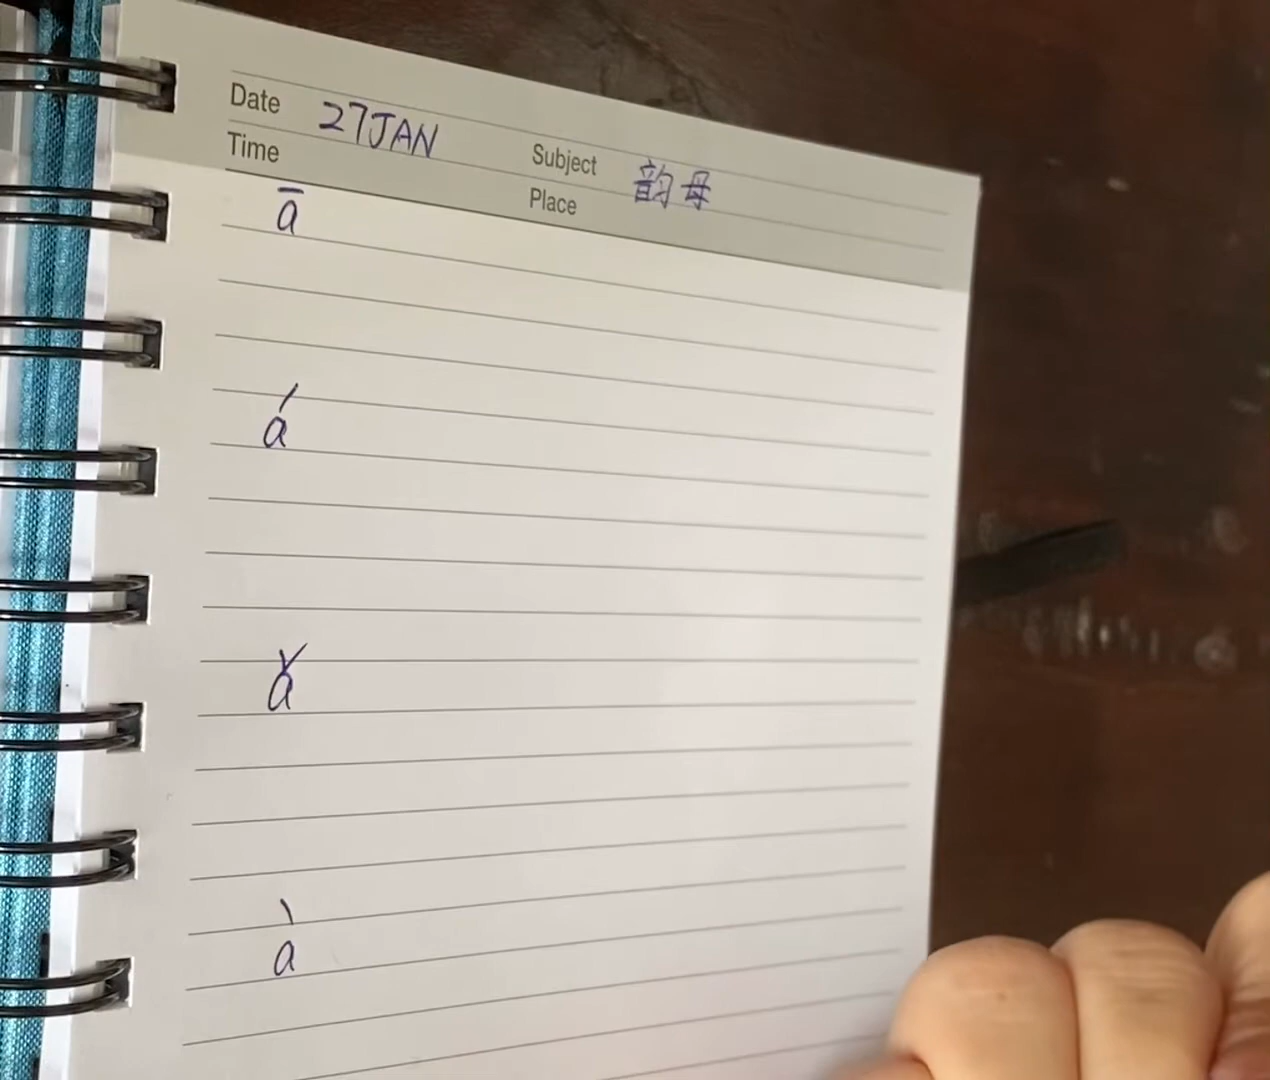 Date 27JAN Subject 韵母
Time Place
ā
á
ǎ
à